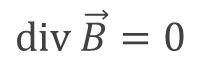 div B⃗ = 0